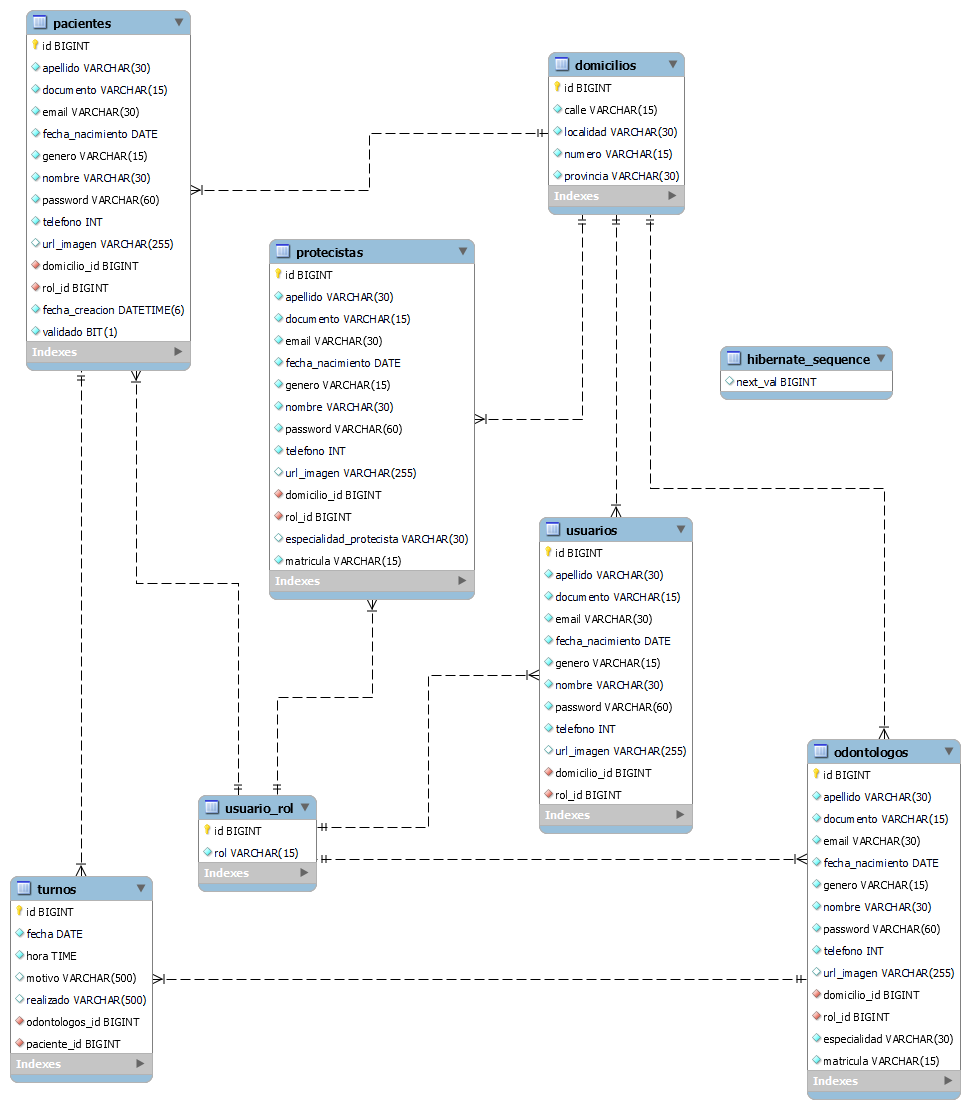 pacientes
id BIGINT
apellido VARCHAR(30)
documento VARCHAR(15)
email VARCHAR(30)
fecha_nacimiento DATE
genero VARCHAR(15)
nombre VARCHAR(30)
password VARCHAR(60)
telefono INT
url_imagen VARCHAR(255)
domicilio_id BIGINT
rol_id BIGINT
fecha_creacion DATETIME(6)
validado BIT(1)
Indexes
domicilios
id BIGINT
calle VARCHAR(15)
localidad VARCHAR(30)
numero VARCHAR(15)
provincia VARCHAR(30)
Indexes
protecistas
id BIGINT
apellido VARCHAR(30)
documento VARCHAR(15)
email VARCHAR(30)
fecha_nacimiento DATE
genero VARCHAR(15)
nombre VARCHAR(30)
password VARCHAR(60)
telefono INT
url_imagen VARCHAR(255)
domicilio_id BIGINT
rol_id BIGINT
especialidad_protecista VARCHAR(30)
matricula VARCHAR(15)
Indexes
hibernate_sequence
next_val BIGINT
usuarios
id BIGINT
apellido VARCHAR(30)
documento VARCHAR(15)
email VARCHAR(30)
fecha_nacimiento DATE
genero VARCHAR(15)
nombre VARCHAR(30)
password VARCHAR(60)
telefono INT
url_imagen VARCHAR(255)
domicilio_id BIGINT
rol_id BIGINT
Indexes
odontologos
id BIGINT
apellido VARCHAR(30)
documento VARCHAR(15)
email VARCHAR(30)
fecha_nacimiento DATE
genero VARCHAR(15)
nombre VARCHAR(30)
password VARCHAR(60)
telefono INT
url_imagen VARCHAR(255)
domicilio_id BIGINT
rol_id BIGINT
especialidad VARCHAR(30)
matricula VARCHAR(15)
Indexes
usuario_rol
id BIGINT
rol VARCHAR(15)
Indexes
turnos
id BIGINT
fecha DATE
hora TIME
motivo VARCHAR(500)
realizado VARCHAR(500)
odontologos_id BIGINT
paciente_id BIGINT
Indexes